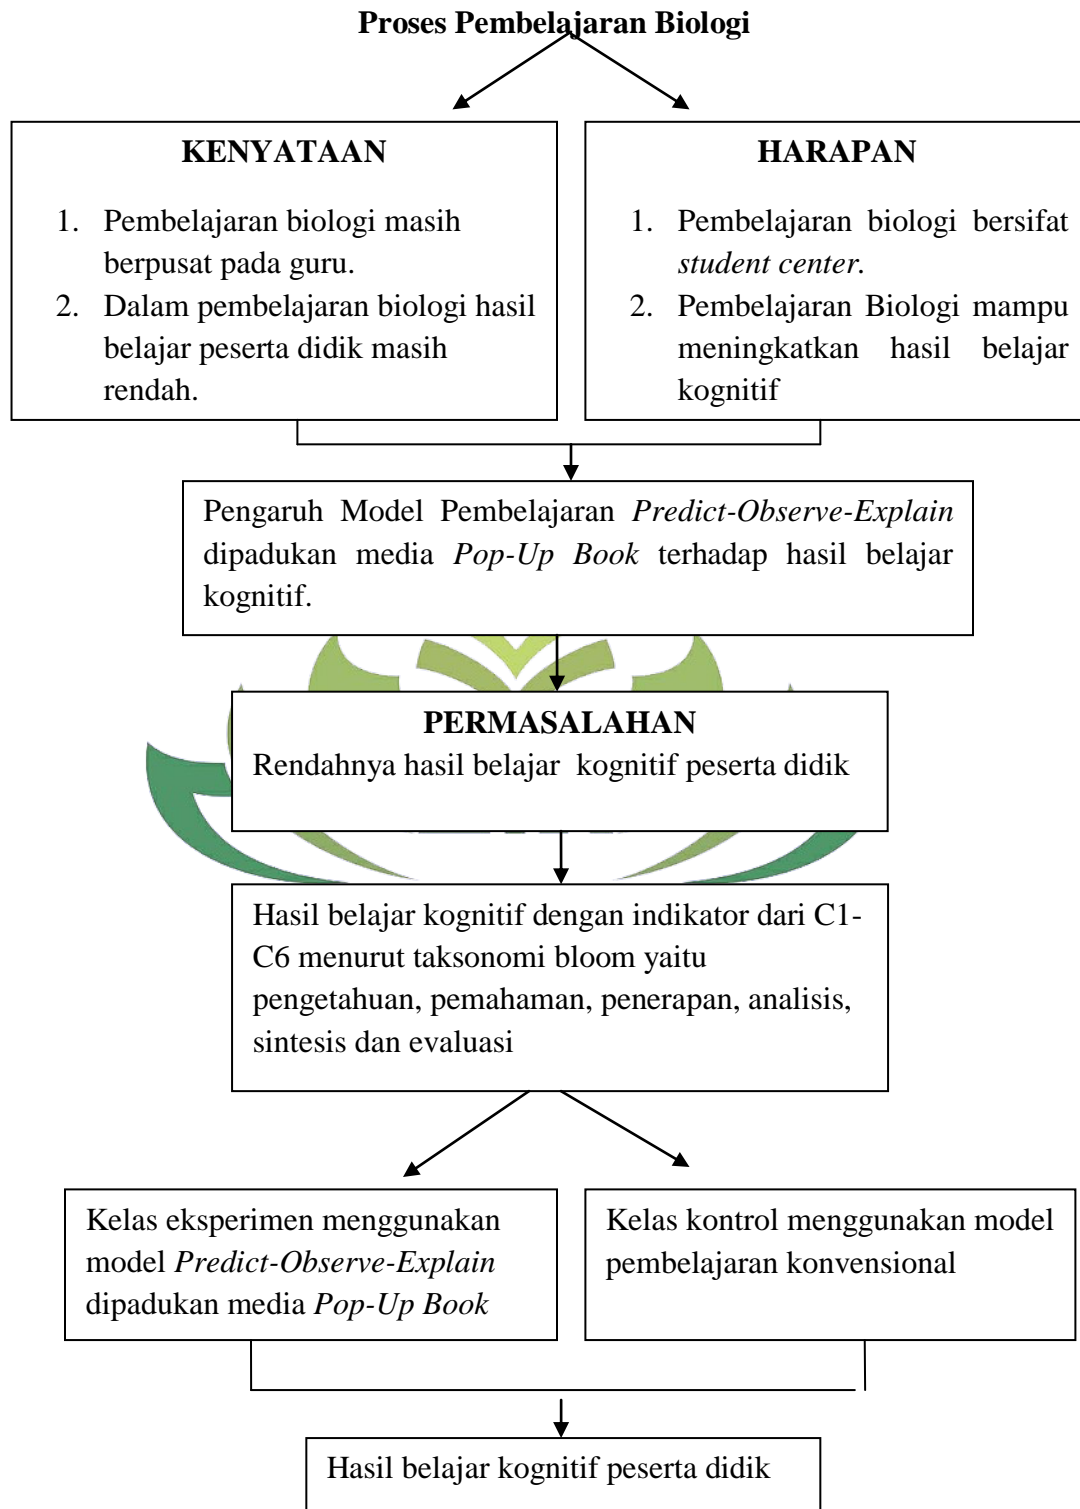 Proses Pembelajaran Biologi
KENYATAAN
1. Pembelajaran biologi masih
berpusat pada guru.
2. Dalam pembelajaran biologi hasil
belajar peserta didik masih
rendah.
HARAPAN
1. Pembelajaran biologi bersifat
student center.
2. Pembelajaran Biologi mampu
meningkatkan hasil belajar
kognitif
Pengaruh Model Pembelajaran Predict-Observe-Explain
dipadukan media Pop-Up Book terhadap hasil belajar
kognitif.
PERMASALAHAN
Rendahnya hasil belajar kognitif peserta didik
Hasil belajar kognitif dengan indikator dari C1-
C6 menurut taksonomi bloom yaitu
pengetahuan, pemahaman, penerapan, analisis,
sintesis dan evaluasi
Kelas eksperimen menggunakan
model Predict-Observe-Explain
dipadukan media Pop-Up Book
Kelas kontrol menggunakan model
pembelajaran konvensional
Hasil belajar kognitif peserta didik